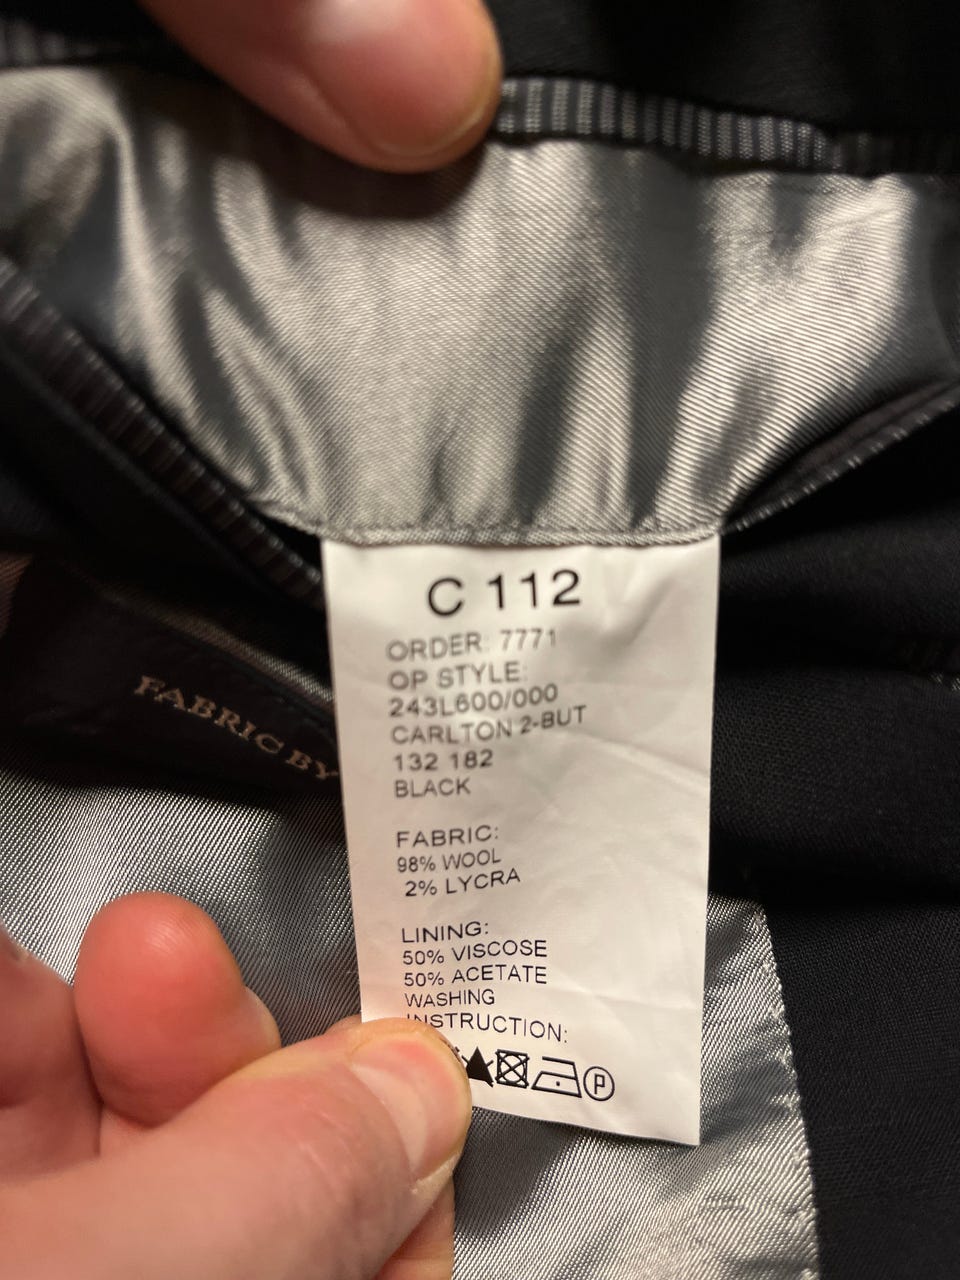 C 112
ORDER: 7771
OP STYLE:
243L600/000
CARLTON 2-BUT
132 182
BLACK
FABRIC:
98% WOOL
2% LYCRA
LINING:
50% VISCOSE
50% ACETATE
WASHING
INSTRUCTION:
P
FABRIC BY